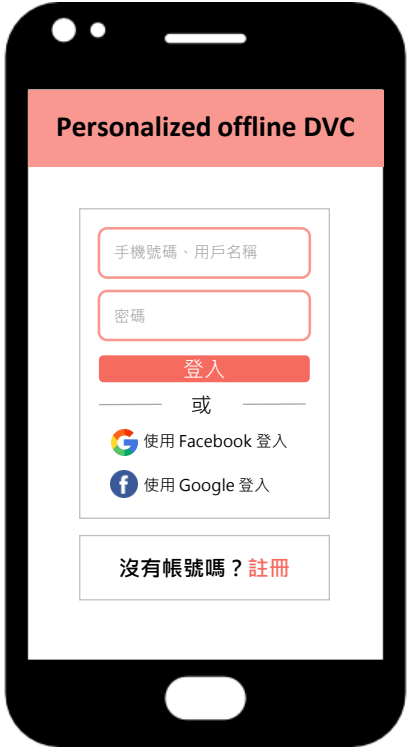 Personalized offline DVC
手機號碼、用戶名稱
密碼
登入
或
使用 Facebook 登入
使用 Google 登入
沒有帳號嗎？註冊